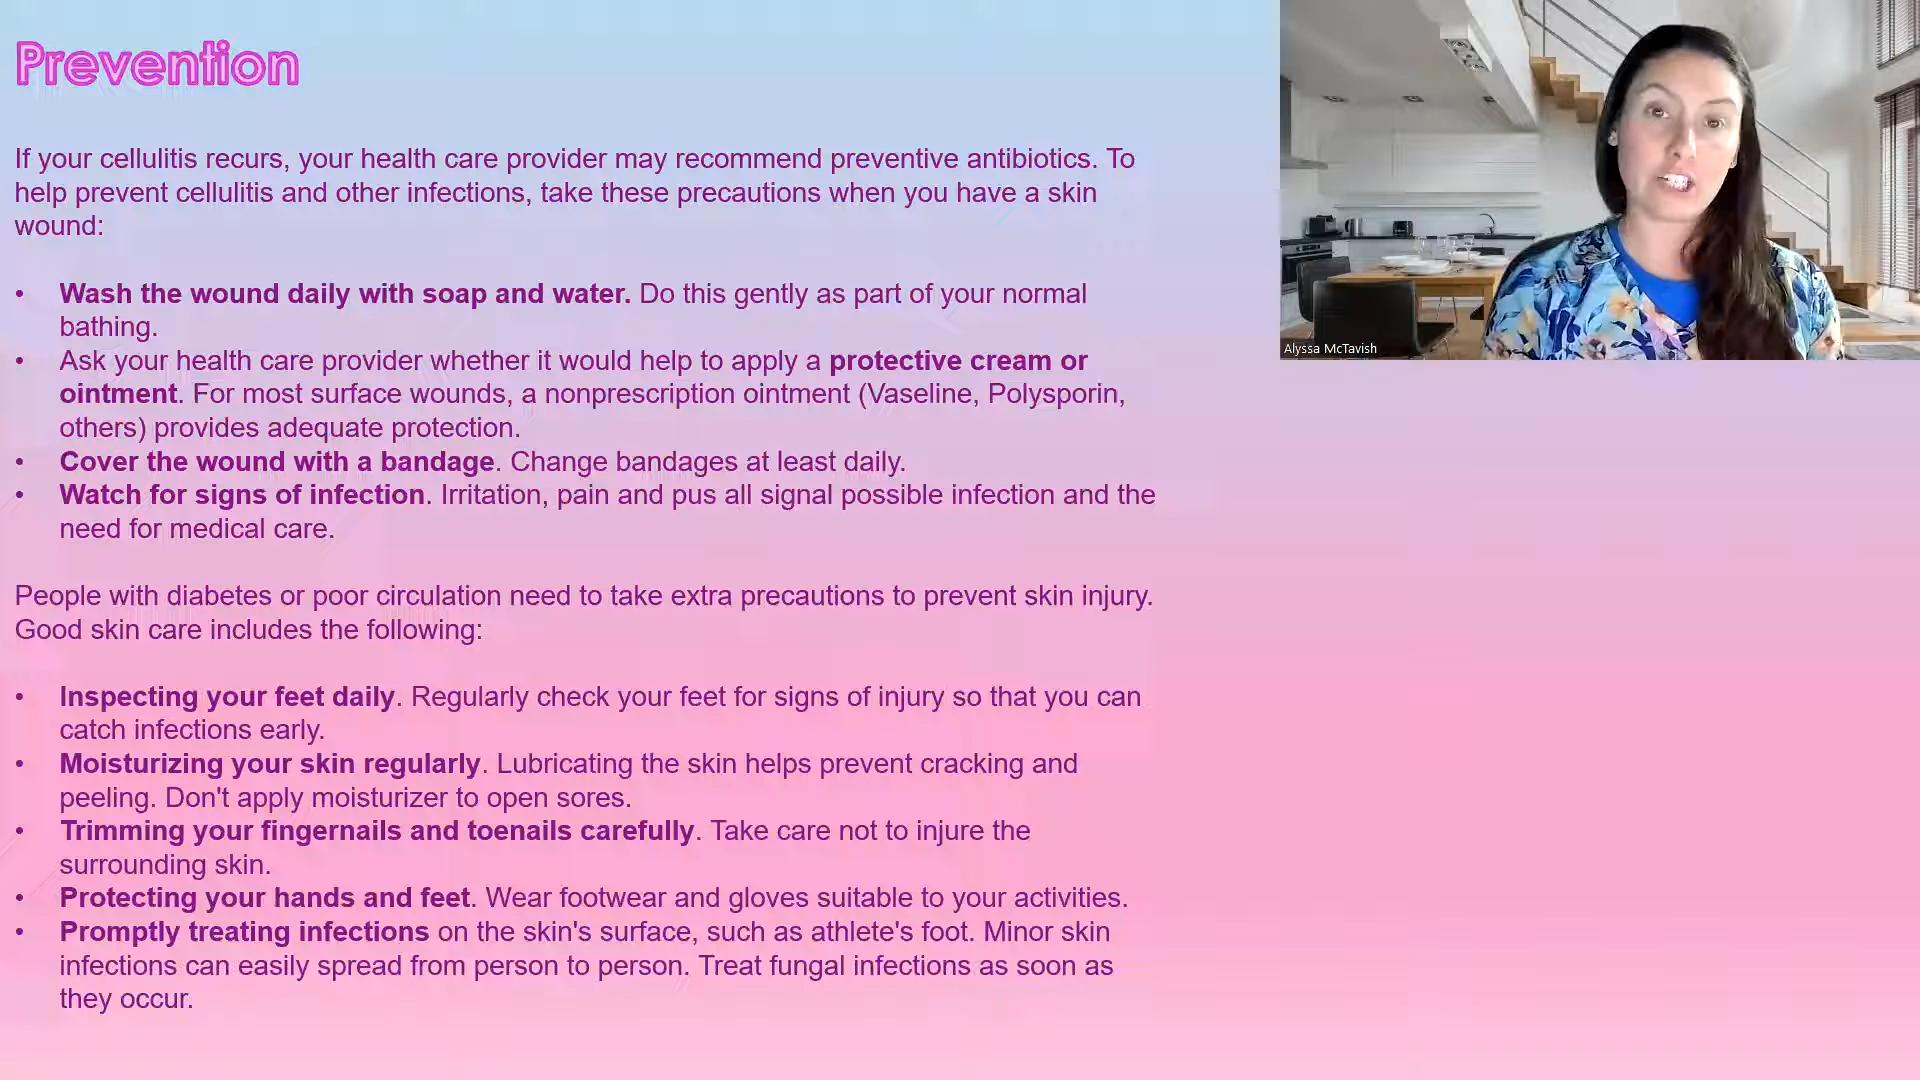 Prevention
If your cellulitis recurs, your health care provider may recommend preventive antibiotics. To
help prevent cellulitis and other infections, take these precautions when you have a skin
wound:
• Wash the wound daily with soap and water. Do this gently as part of your normal
bathing.
• Ask your health care provider whether it would help to apply a protective cream or
ointment. For most surface wounds, a nonprescription ointment (Vaseline, Polysporin,
others) provides adequate protection.
• Cover the wound with a bandage. Change bandages at least daily.
• Watch for signs of infection. Irritation, pain and pus all signal possible infection and the
need for medical care.
People with diabetes or poor circulation need to take extra precautions to prevent skin injury.
Good skin care includes the following:
• Inspecting your feet daily. Regularly check your feet for signs of injury so that you can
catch infections early.
• Moisturizing your skin regularly. Lubricating the skin helps prevent cracking and
peeling. Don't apply moisturizer to open sores.
• Trimming your fingernails and toenails carefully. Take care not to injure the
surrounding skin.
• Protecting your hands and feet. Wear footwear and gloves suitable to your activities.
• Promptly treating infections on the skin's surface, such as athlete's foot. Minor skin
infections can easily spread from person to person. Treat fungal infections as soon as
they occur.
Alyssa McTavish